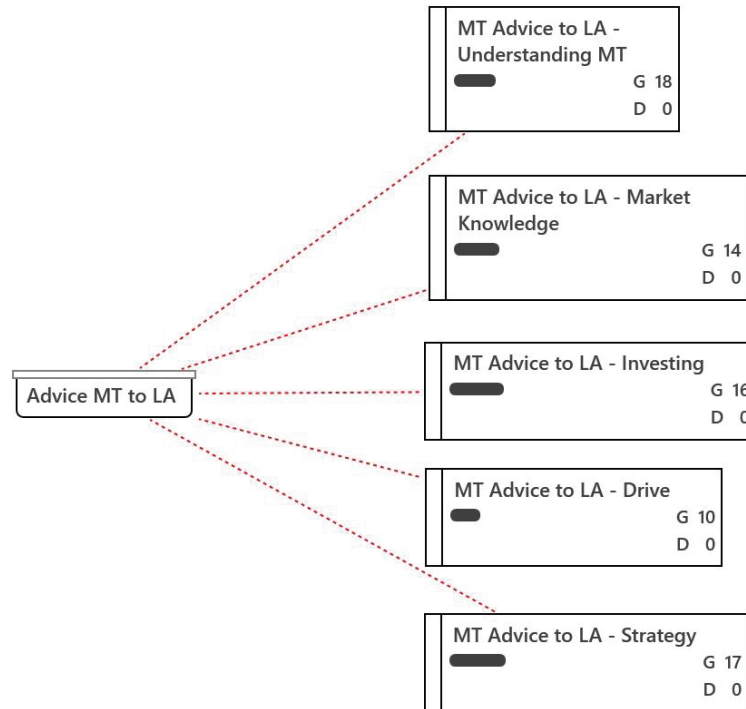 MT Advice to LA -
Understanding MT
G 18
D 0
MT Advice to LA - Market
Knowledge
G 14
D 0
MT Advice to LA - Investing
G 16
D 0
Advice MT to LA
MT Advice to LA - Drive
G 10
D 0
MT Advice to LA - Strategy
G 17
D 0